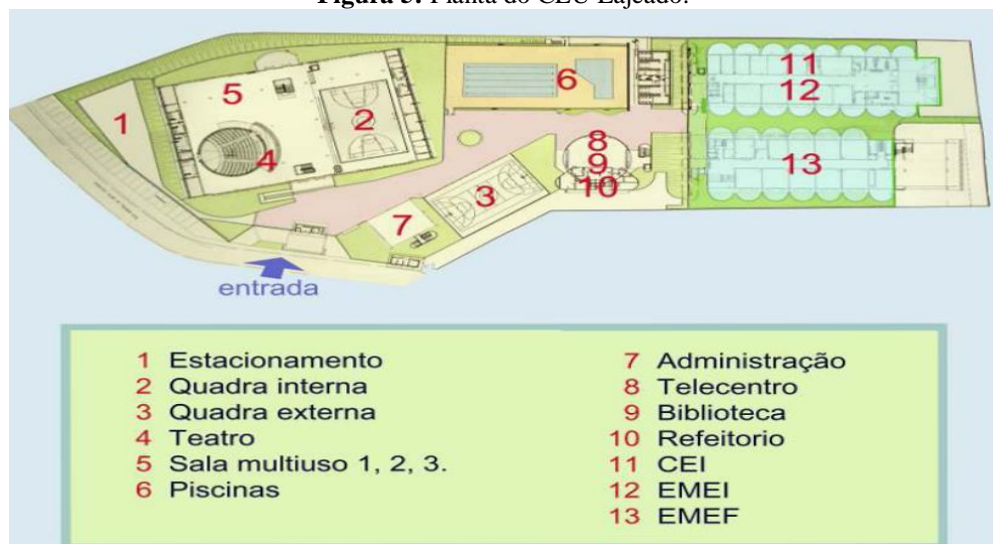 Figura 3: Planta do CEU Lajeado.
1
2
3
4
5
6
7
8
9
10
11
12
13
entrada
1 Estacionamento
2 Quadra interna
3 Quadra externa
4 Teatro
5 Sala multiuso 1, 2, 3.
6 Piscinas
7 Administração
8 Telecentro
9 Biblioteca
10 Refeitorio
11 CEI
12 EMEI
13 EMEF